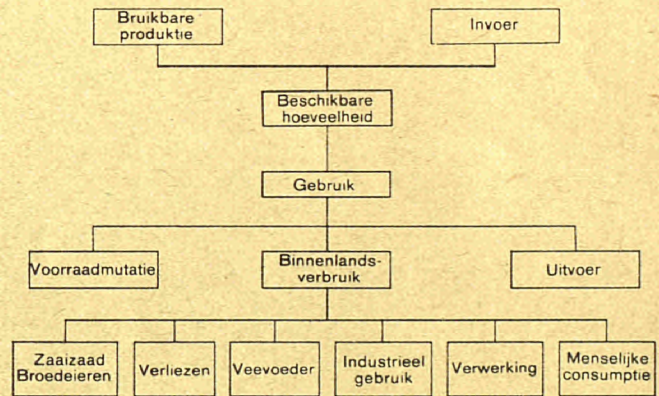 Bruikbare
produktie
Invoer
Beschikbare
hoeveelheid
Gebruik
Voorraadmutatie
Binnenlands-
verbruik
Uitvoer
Zaaizaad
Broedeieren
Verliezen
Veevoeder
Industrieel
gebruik
Verwerking
Menselijke
consumptie